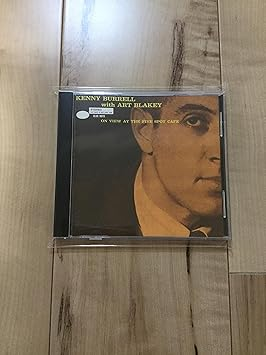 KENNY BURRELL
with ART BLAKEY
ON VIEW AT THE FIVE SPOT CAFE